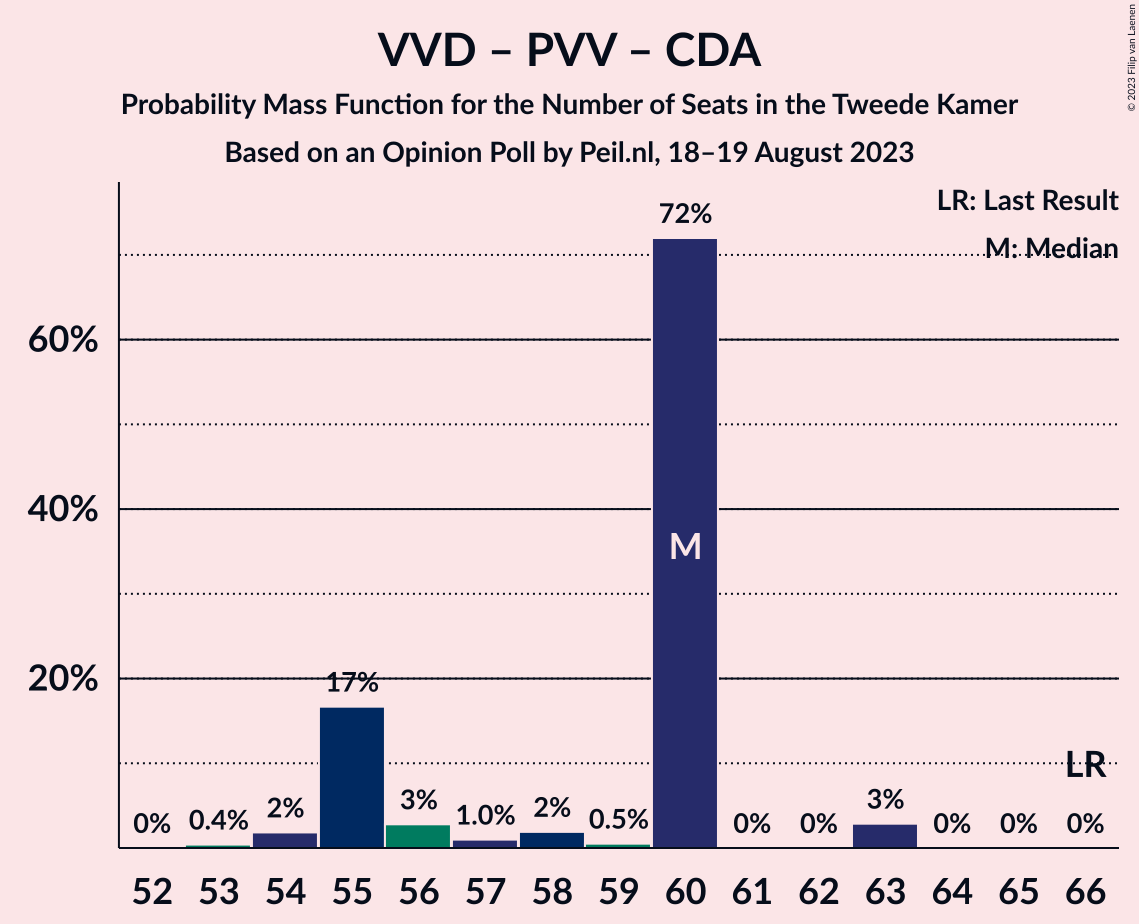 VVD – PVV – CDA
Probability Mass Function for the Number of Seats in the Tweede Kamer
Based on an Opinion Poll by Peil.nl, 18–19 August 2023
© 2023 Filip van Laenen
LR: Last Result
M: Median
60%
40%
20%
0%
0.4%
2%
17%
3%
1.0%
2%
0.5%
72%
0%
0%
3%
0%
0%
0%
M
LR
52 53 54 55 56 57 58 59 60 61 62 63 64 65 66